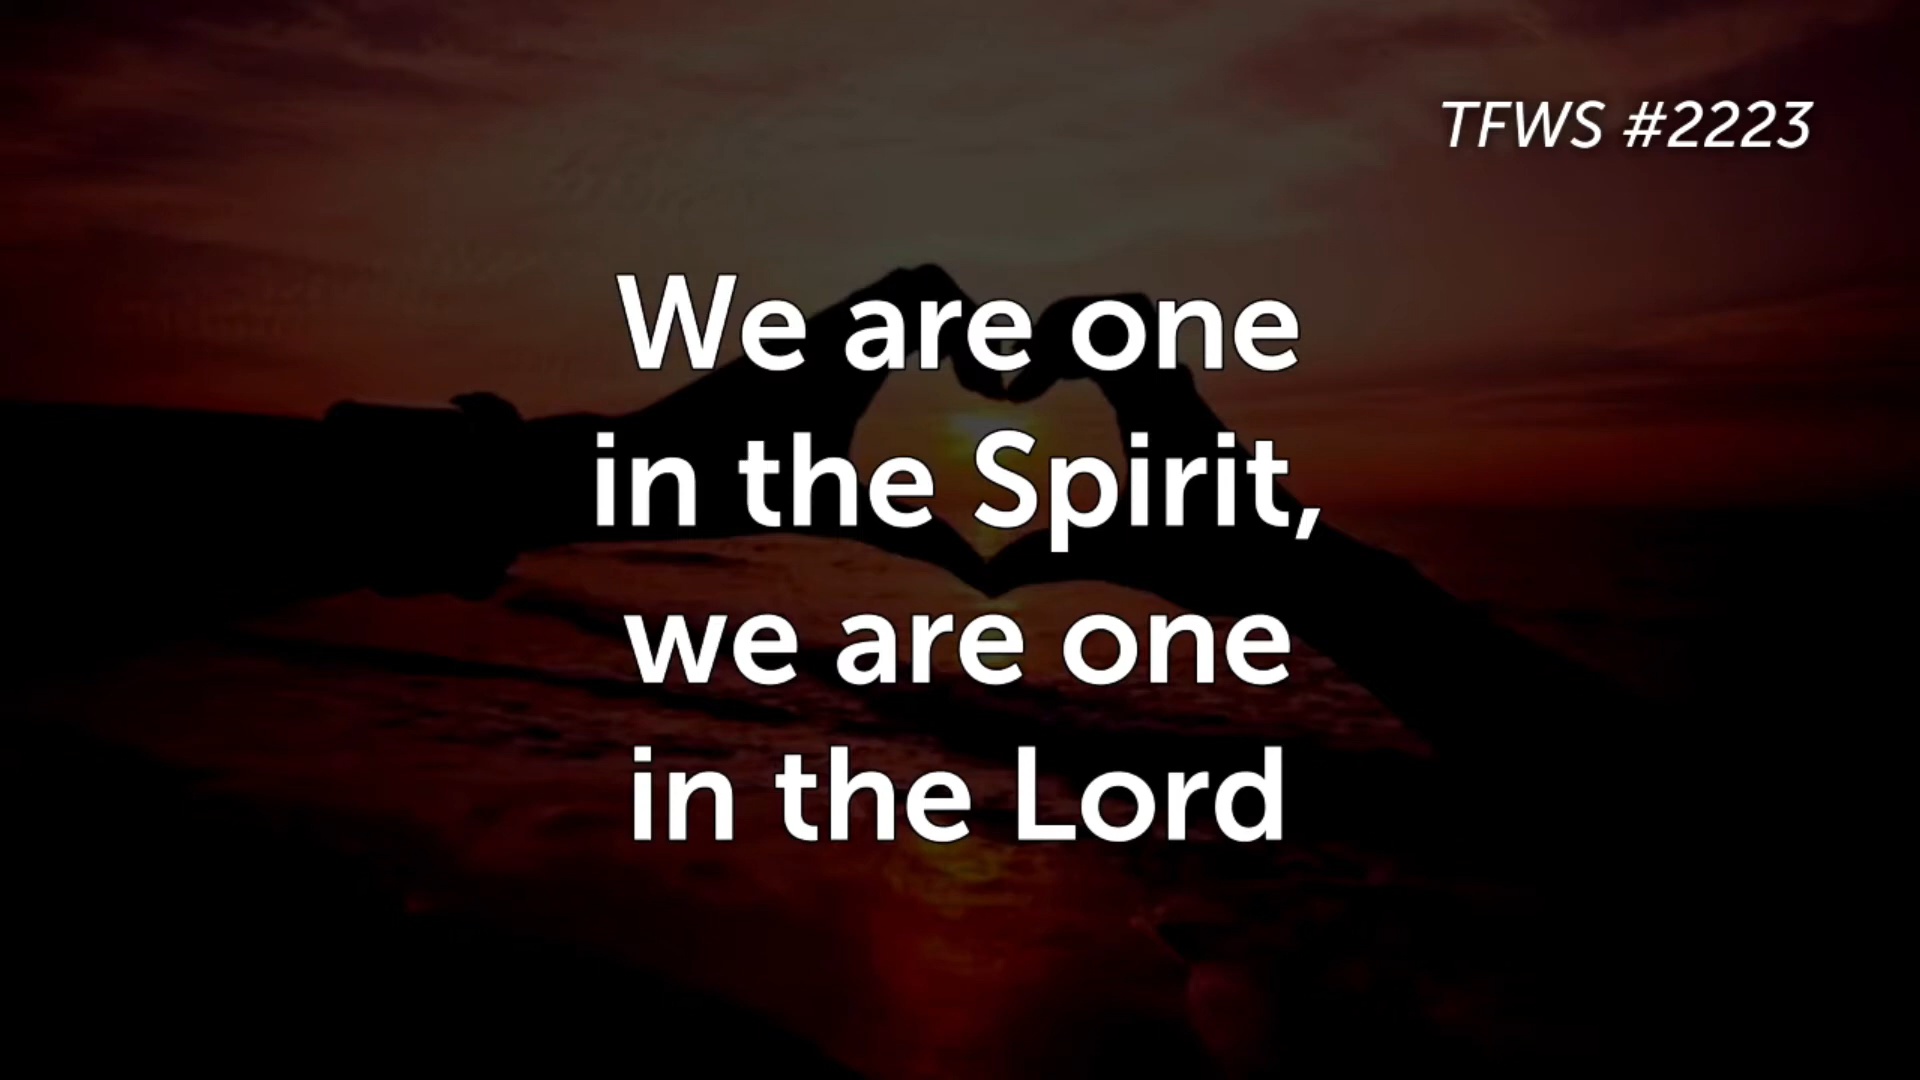 TFWS #2223
We are one
in the Spirit,
we are one
in the Lord